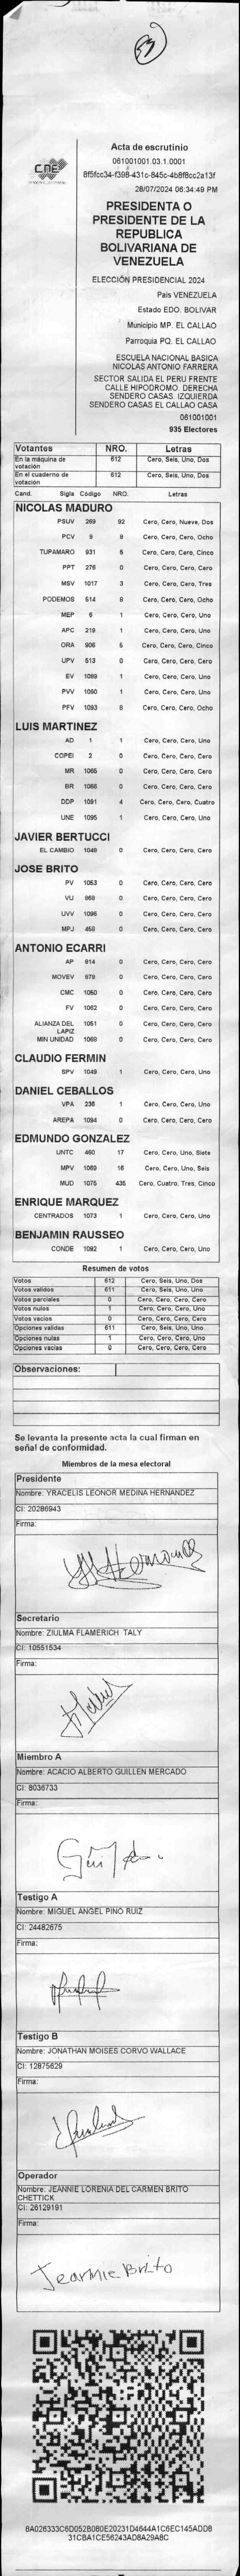 53
Acta de escrutinio
061001001.03.1.0001
8f5fcc34-f398-431c-845c-4b8f8cc2a13f
28/07/2024 06:34:49 PM
CNE
PRESIDENTA O
PRESIDENTE DE LA
REPUBLICA
BOLIVARIANA DE
VENEZUELA
ELECCIÓN PRESIDENCIAL 2024
Pais VENEZUELA
Estado EDO. BOLIVAR
Municipio MP. EL CALLAO
Parroquia PQ. EL CALLAO
ESCUELA NACIONAL BASICA
NICOLAS ANTONIO FARRERA
SECTOR SALIDA EL PERU FRENTE
CALLE HIPODROMO. DERECHA
SENDERO CASAS. IZQUIERDA
SENDERO CASAS EL CALLAO CASA
061001001
935 Electores
Votantes NRO. Letras
En la máquina de votación 612 Cero, Seis, Uno, Dos
En el cuaderno de votación 612 Cero, Seis, Uno, Dos
Cand. Sigla Código NRO. Letras
NICOLAS MADURO
PSUV 269 92 Cero, Cero, Nueve, Dos
PCV 9 8 Cero, Cero, Cero, Ocho
TUPAMARO 931 5 Cero, Cero, Cero, Cinco
PPT 276 0 Cero, Cero, Cero, Cero
MSV 1017 3 Cero, Cero, Cero, Tres
PODEMOS 514 8 Cero, Cero, Cero, Ocho
MEP 6 1 Cero, Cero, Cero, Uno
APC 219 1 Cero, Cero, Cero, Uno
ORA 906 5 Cero, Cero, Cero, Cinco
UPV 513 0 Cero, Cero, Cero, Cero
EV 1089 1 Cero, Cero, Cero, Uno
PVV 1090 1 Cero, Cero, Cero, Uno
PFV 1093 8 Cero, Cero, Cero, Ocho
LUIS MARTINEZ
AD 1 1 Cero, Cero, Cero, Uno
COPEI 2 0 Cero, Cero, Cero, Cero
MR 1065 0 Cero, Cero, Cero, Cero
BR 1066 0 Cero, Cero, Cero, Cero
DDP 1091 4 Cero, Cero, Cero, Cuatro
UNE 1095 1 Cero, Cero, Cero, Uno
JAVIER BERTUCCI
EL CAMBIO 1048 0 Cero, Cero, Cero, Cero
JOSE BRITO
PV 1053 0 Cero, Cero, Cero, Cero
VU 968 0 Cero, Cero, Cero, Cero
UVV 1096 0 Cero, Cero, Cero, Cero
MPJ 458 0 Cero, Cero, Cero, Cero
ANTONIO ECARRI
AP 914 0 Cero, Cero, Cero, Cero
MOVEV 979 0 Cero, Cero, Cero, Cero
CMC 1050 0 Cero, Cero, Cero, Cero
FV 1062 0 Cero, Cero, Cero, Cero
ALIANZA DEL LAPIZ 1051 0 Cero, Cero, Cero, Cero
MIN UNIDAD 1068 0 Cero, Cero, Cero, Cero
CLAUDIO FERMIN
SPV 1049 1 Cero, Cero, Cero, Uno
DANIEL CEBALLOS
VPA 236 1 Cero, Cero, Cero, Uno
AREPA 1094 0 Cero, Cero, Cero, Cero
EDMUNDO GONZALEZ
UNTC 460 17 Cero, Cero, Uno, Siete
MPV 1069 16 Cero, Cero, Uno, Seis
MUD 1075 435 Cero, Cuatro, Tres, Cinco
ENRIQUE MARQUEZ
CENTRADOS 1073 1 Cero, Cero, Cero, Uno
BENJAMIN RAUSSEO
CONDE 1092 1 Cero, Cero, Cero, Uno
Resumen de votos
Votos 612 Cero, Seis, Uno, Dos
Votos validos 611 Cero, Seis, Uno, Uno
Votos parciales 0 Cero, Cero, Cero, Cero
Votos nulos 1 Cero, Cero, Cero, Uno
Votos vacios 0 Cero, Cero, Cero, Cero
Opciones validas 611 Cero, Seis, Uno, Uno
Opciones nulas 1 Cero, Cero, Cero, Uno
Opciones vacias 0 Cero, Cero, Cero, Cero
Observaciones:
Se levanta la presente acta la cual firman en
señal de conformidad.
Miembros de la mesa electoral
Presidente
Nombre: YRACELIS LEONOR MEDINA HERNANDEZ
CI: 20286943
Firma:
Secretario
Nombre: ZIULMA FLAMERICH TALY
CI: 10551534
Firma:
Miembro A
Nombre: ACACIO ALBERTO GUILLEN MERCADO
CI: 8036733
Firma:
Testigo A
Nombre: MIGUEL ANGEL PINO RUIZ
CI: 24482675
Firma:
Testigo B
Nombre: JONATHAN MOISES CORVO WALLACE
CI: 12875629
Firma:
Operador
Nombre: JEANNIE LORENIA DEL CARMEN BRITO
CHETTICK
CI: 26129191
Firma:
Jeannie Brito
8A026333C6D052B080E20231D4644A1C6EC145ADD8
31CBA1CE56243AD8A29A8C